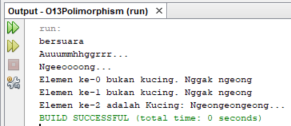 Output - O13Polimorphism (run) ×
run:
bersuara
Auuummhhggrrr...
Ngeeoooong...
Elemen ke-0 bukan kucing. Nggak ngeong
Elemen ke-1 bukan kucing. Nggak ngeong
Elemen ke-2 adalah Kucing: Ngeongeongeong...
BUILD SUCCESSFUL (total time: 0 seconds)